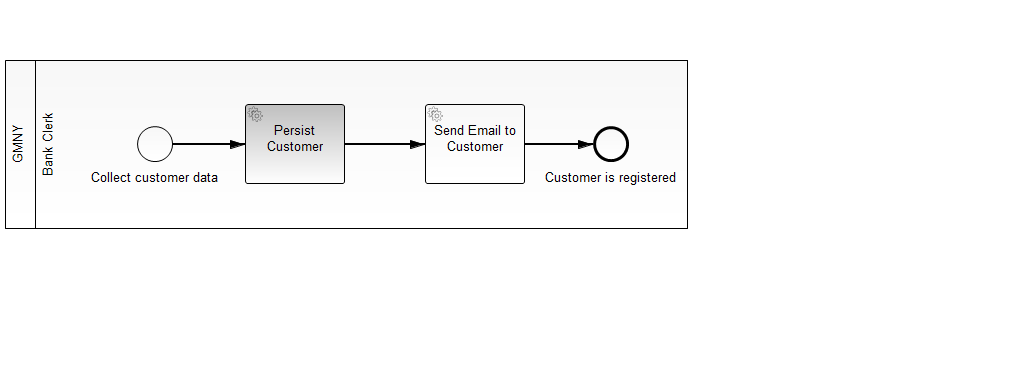 GMNY
Bank Clerk
Collect customer data
Persist
Customer
Send Email to
Customer
Customer is registered